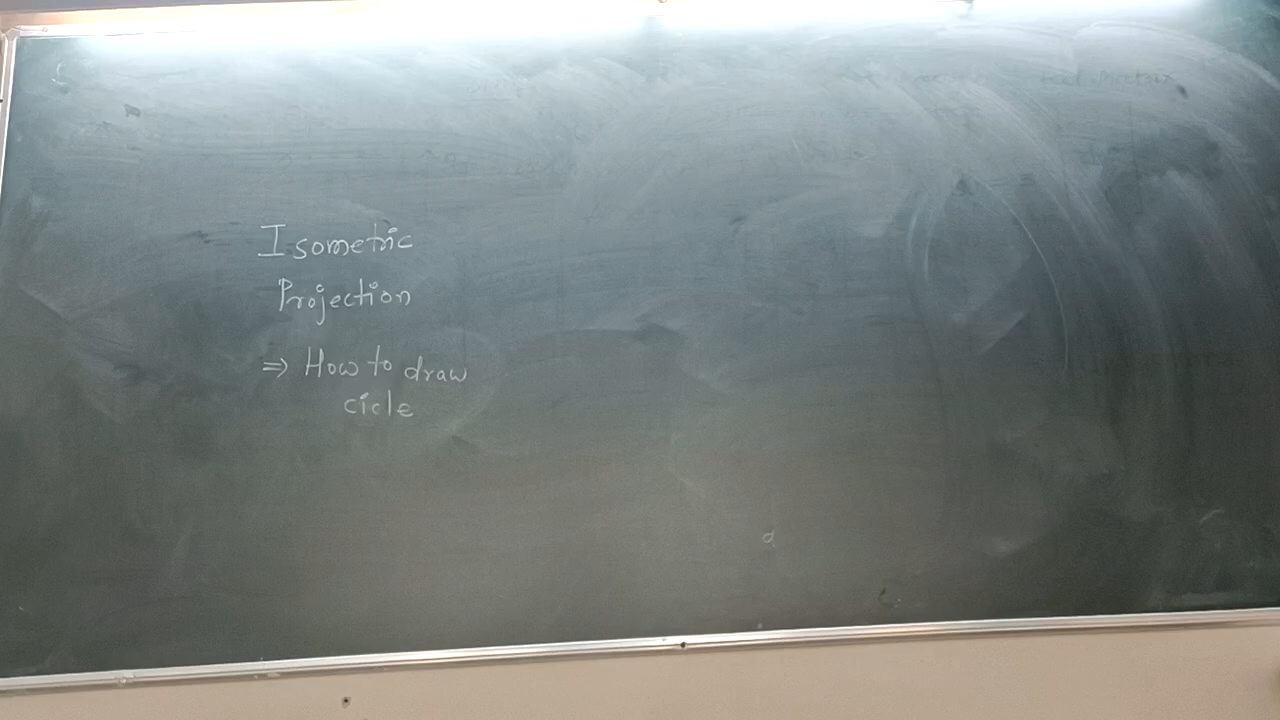 Isometric
Projection
⇒ How to draw
cicle
d